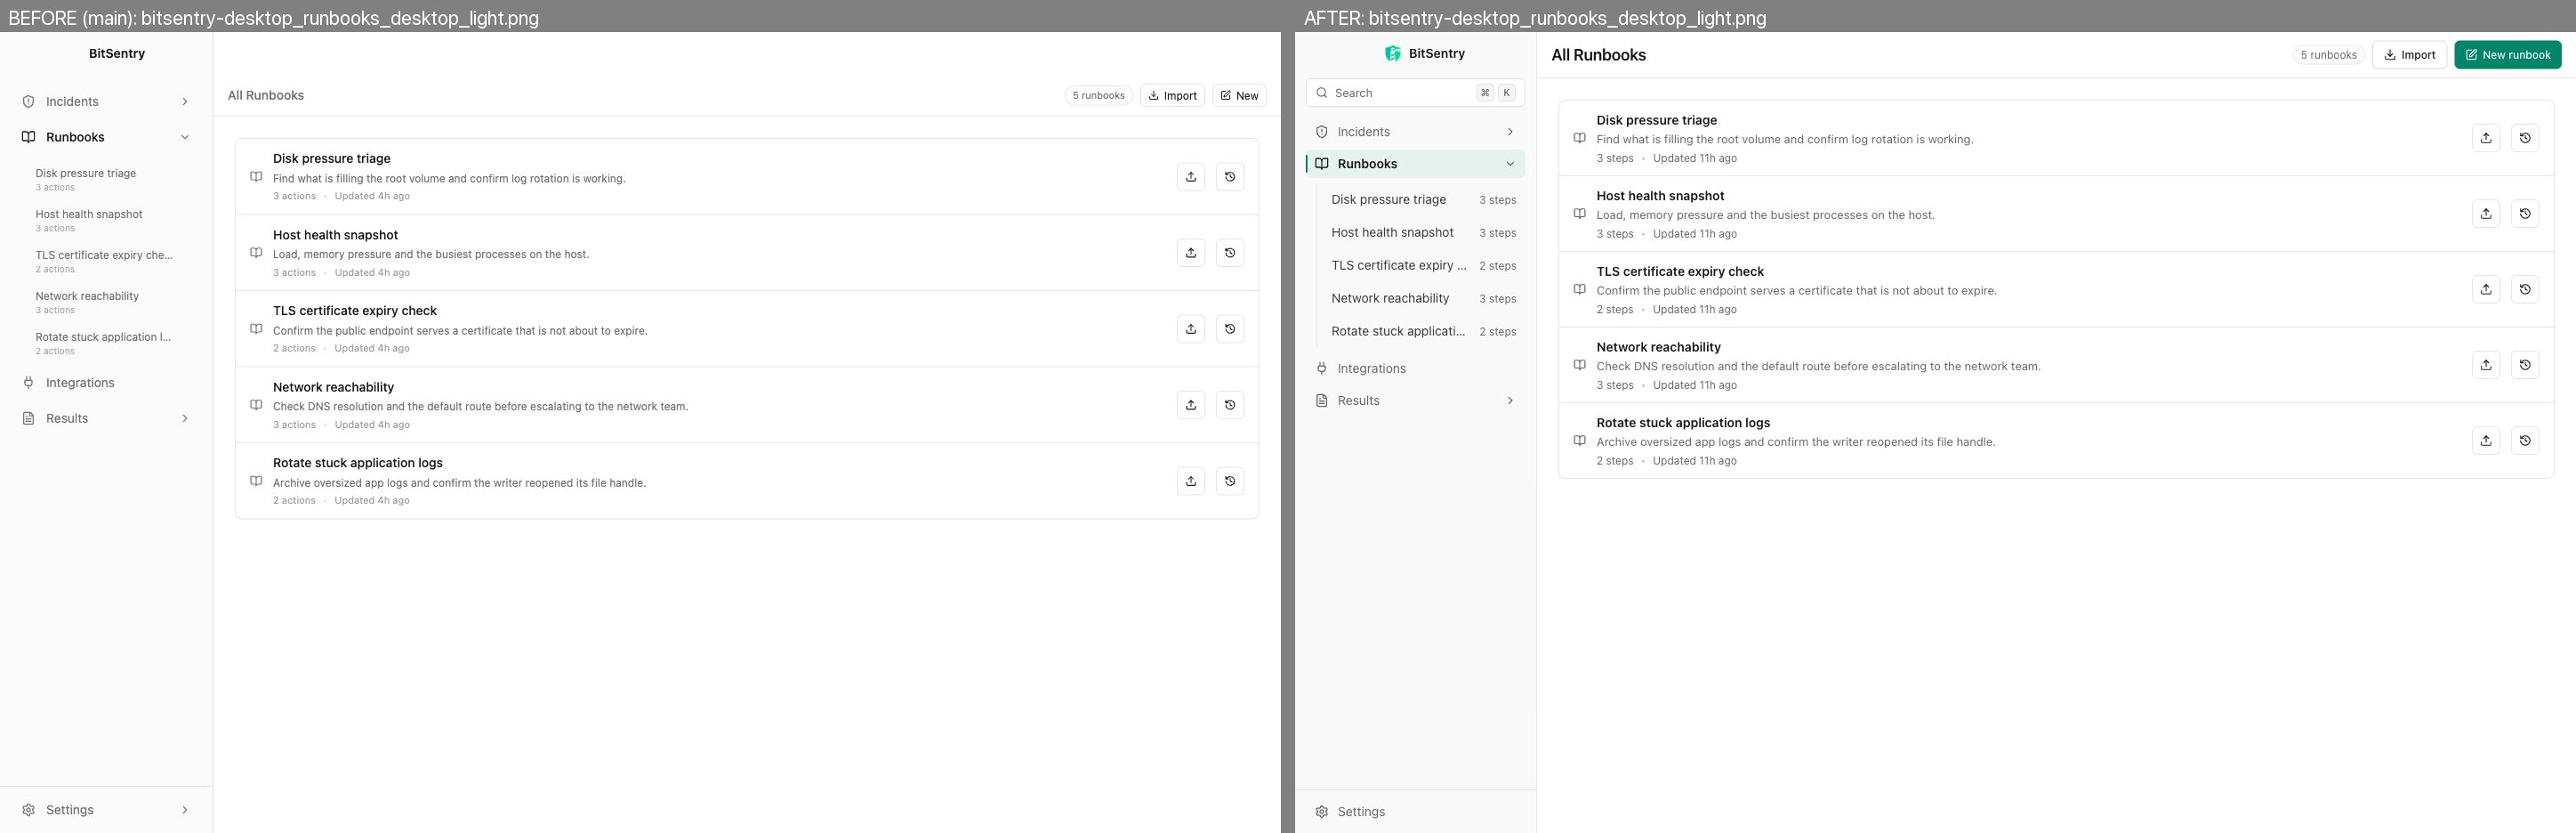 BEFORE (main): bitsentry-desktop_runbooks_desktop_light.png
BitSentry
Incidents
Runbooks
Disk pressure triage
3 actions
Host health snapshot
3 actions
TLS certificate expiry che...
2 actions
Network reachability
3 actions
Rotate stuck application l...
2 actions
Integrations
Results
Settings
All Runbooks
5 runbooks
Import
New
Disk pressure triage
Find what is filling the root volume and confirm log rotation is working.
3 actions • Updated 4h ago
Host health snapshot
Load, memory pressure and the busiest processes on the host.
3 actions • Updated 4h ago
TLS certificate expiry check
Confirm the public endpoint serves a certificate that is not about to expire.
2 actions • Updated 4h ago
Network reachability
Check DNS resolution and the default route before escalating to the network team.
3 actions • Updated 4h ago
Rotate stuck application logs
Archive oversized app logs and confirm the writer reopened its file handle.
2 actions • Updated 4h ago
AFTER: bitsentry-desktop_runbooks_desktop_light.png
BitSentry
Search ⌘ K
Incidents
Runbooks
Disk pressure triage 3 steps
Host health snapshot 3 steps
TLS certificate expiry ... 2 steps
Network reachability 3 steps
Rotate stuck applicati... 2 steps
Integrations
Results
Settings
All Runbooks
5 runbooks
Import
New runbook
Disk pressure triage
Find what is filling the root volume and confirm log rotation is working.
3 steps • Updated 11h ago
Host health snapshot
Load, memory pressure and the busiest processes on the host.
3 steps • Updated 11h ago
TLS certificate expiry check
Confirm the public endpoint serves a certificate that is not about to expire.
2 steps • Updated 11h ago
Network reachability
Check DNS resolution and the default route before escalating to the network team.
3 steps • Updated 11h ago
Rotate stuck application logs
Archive oversized app logs and confirm the writer reopened its file handle.
2 steps • Updated 11h ago